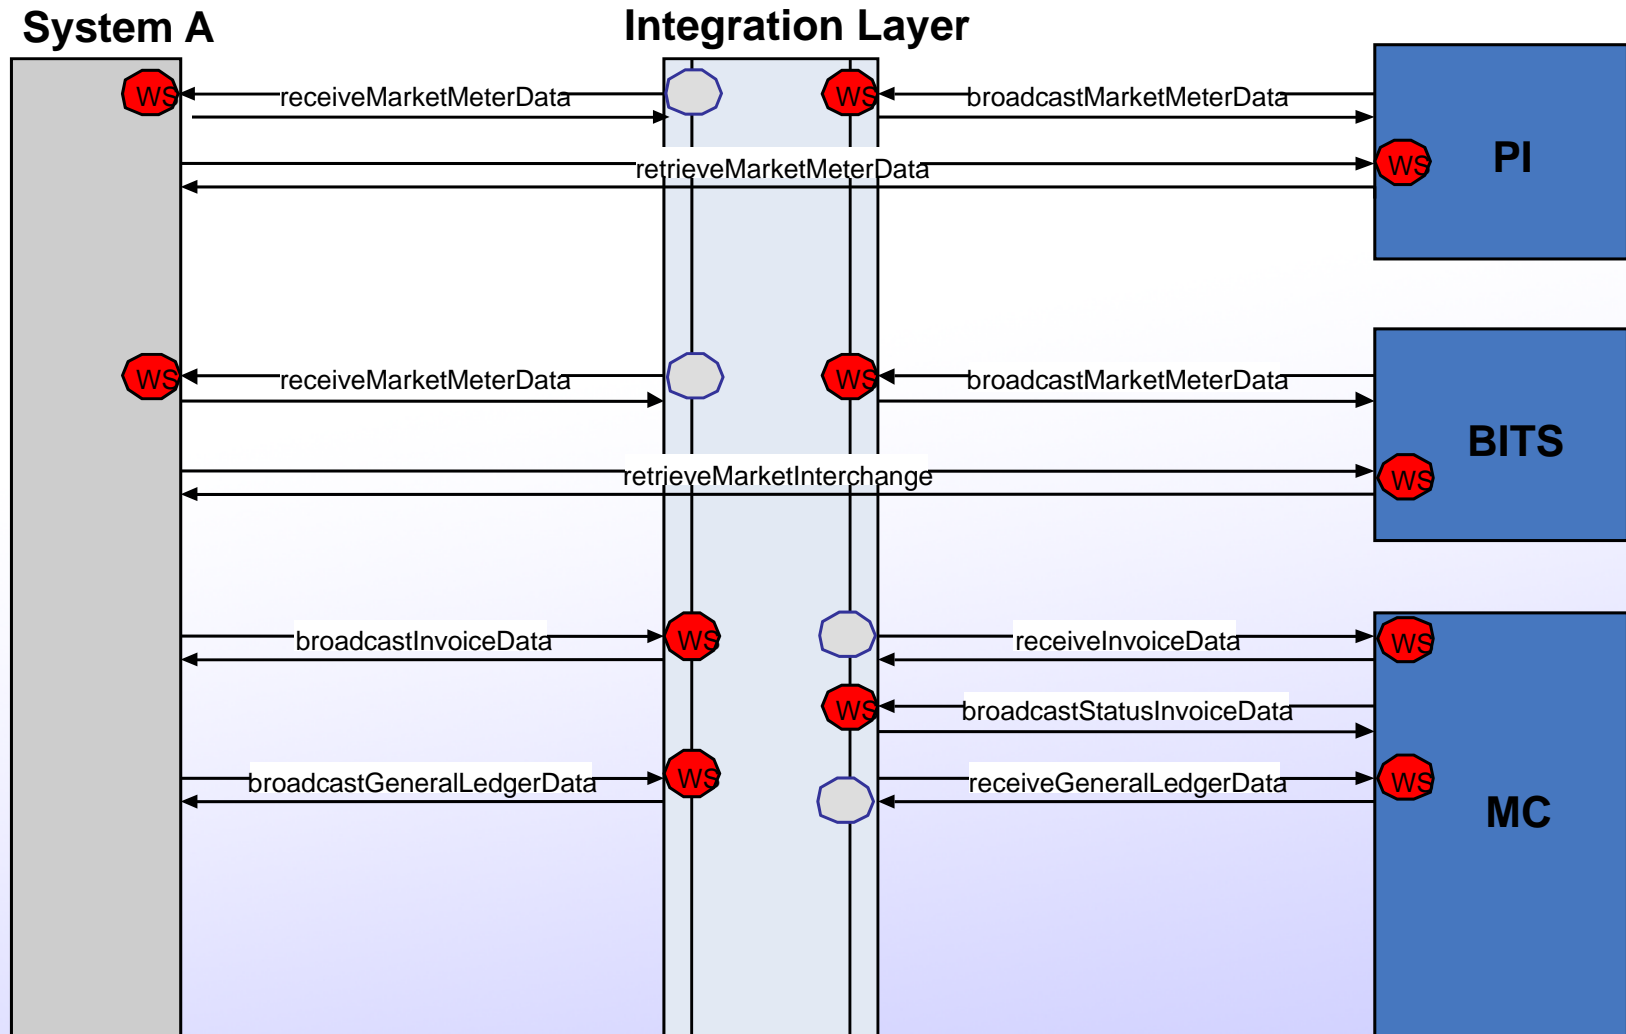 System A
Integration Layer
WS
receiveMarketMeterData
WS
broadcastMarketMeterData
PI
retrieveMarketMeterData
WS
WS
receiveMarketMeterData
WS
broadcastMarketMeterData
BITS
retrieveMarketInterchange
WS
broadcastInvoiceData
WS
receiveInvoiceData
WS
WS
broadcastStatusInvoiceData
broadcastGeneralLedgerData
WS
receiveGeneralLedgerData
WS
MC